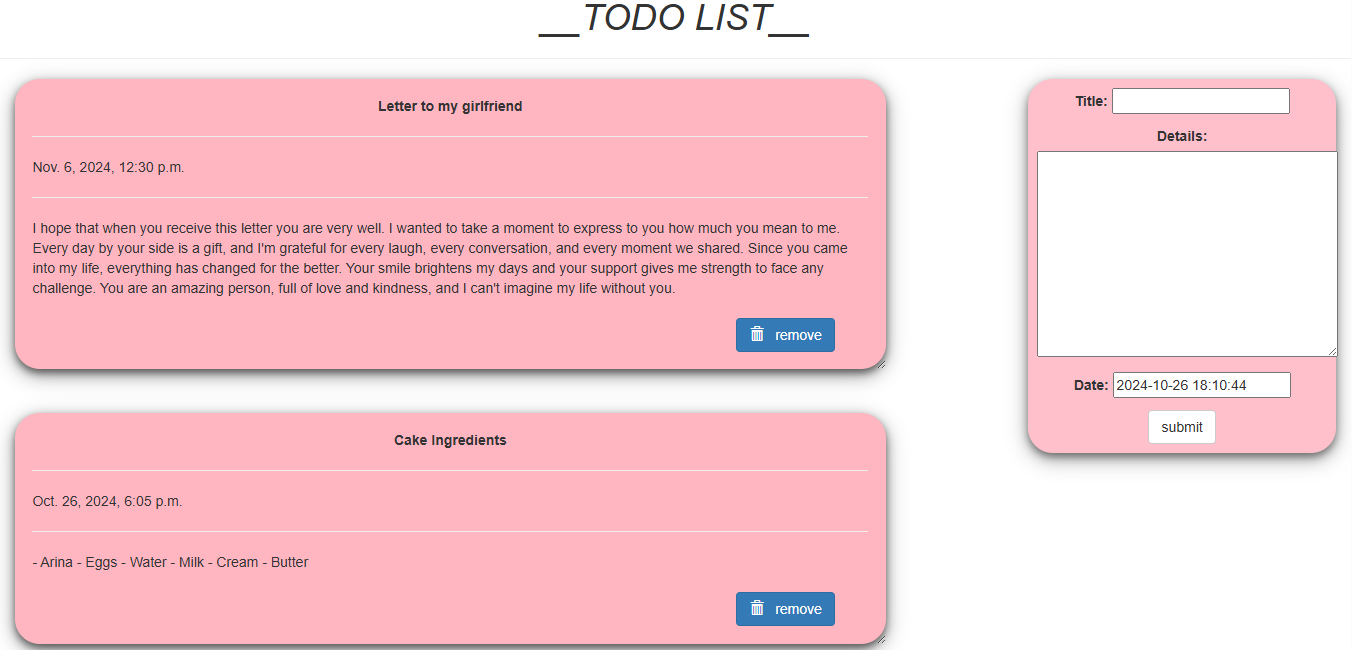 __TODO LIST__
Letter to my girlfriend
Nov. 6, 2024, 12:30 p.m.
I hope that when you receive this letter you are very well. I wanted to take a moment to express to you how much you mean to me.
Every day by your side is a gift, and I'm grateful for every laugh, every conversation, and every moment we shared. Since you came
into my life, everything has changed for the better. Your smile brightens my days and your support gives me strength to face any
challenge. You are an amazing person, full of love and kindness, and I can't imagine my life without you.
remove
Cake Ingredients
Oct. 26, 2024, 6:05 p.m.
- Arina - Eggs - Water - Milk - Cream - Butter
remove
Title:
Details:
Date: 2024-10-26 18:10:44
submit